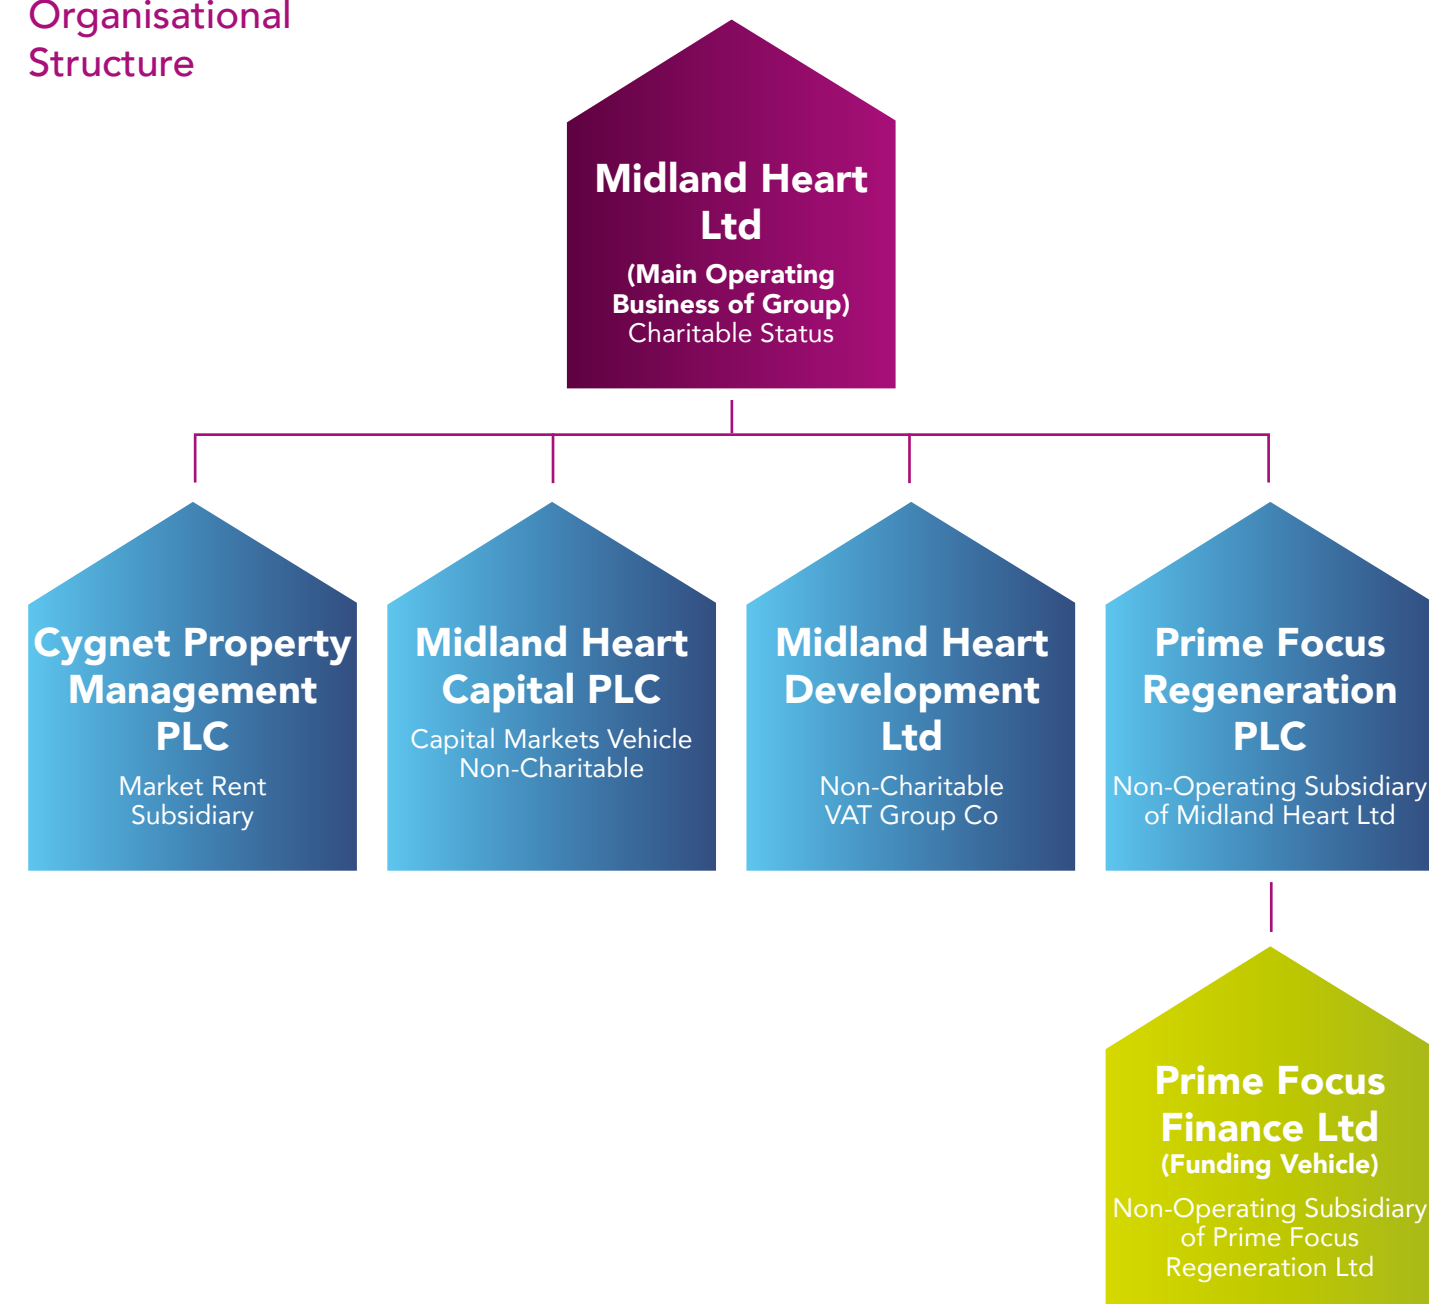 Organisational
Structure
Midland Heart
Ltd
(Main Operating
Business of Group)
Charitable Status
Cygnet Property
Management
PLC
Market Rent
Subsidiary
Midland Heart
Capital PLC
Capital Markets Vehicle
Non-Charitable
Midland Heart
Development
Ltd
Non-Charitable
VAT Group Co
Prime Focus
Regeneration
PLC
Non-Operating Subsidiary
of Midland Heart Ltd
Prime Focus
Finance Ltd
(Funding Vehicle)
Non-Operating Subsidiary
of Prime Focus
Regeneration Ltd